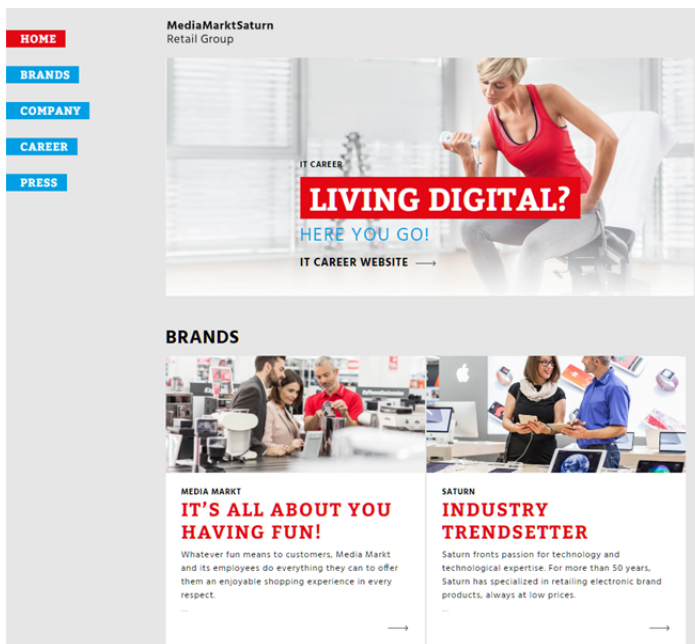 MediaMarktSaturn
Retail Group
HOME
BRANDS
COMPANY
CAREER
PRESS
IT CAREER
LIVING DIGITAL?
HERE YOU GO!
IT CAREER WEBSITE
BRANDS
MEDIA MARKT
IT'S ALL ABOUT YOU
HAVING FUN!
Whatever fun means to customers, Media Markt
and its employees do everything they can to offer
them an enjoyable shopping experience in every
respect.
...
SATURN
INDUSTRY
TRENDSETTER
Saturn fronts passion for technology and
technological expertise. For more than 50 years,
Saturn has specialized in retailing electronic brand
products, always at low prices.
...